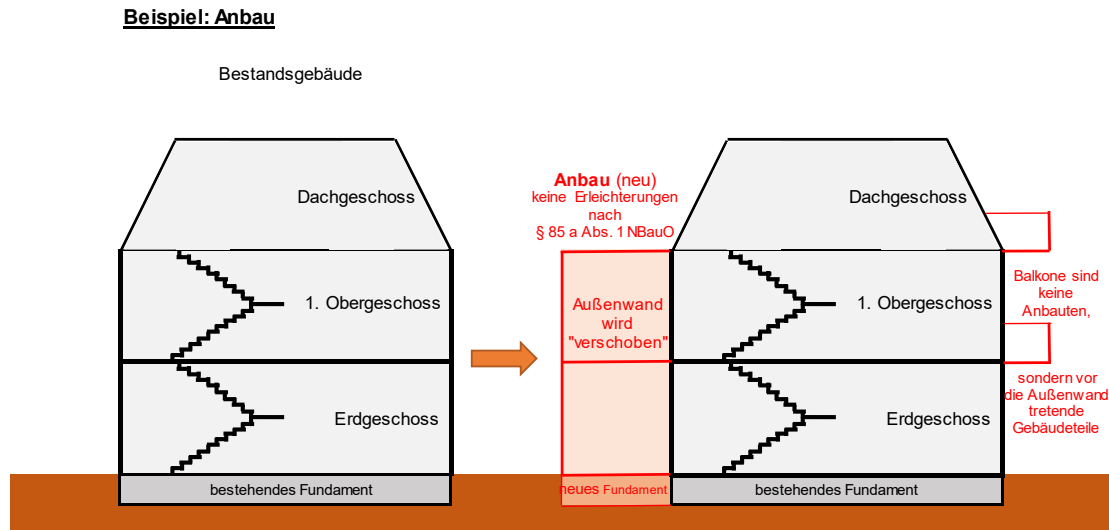 Beispiel: Anbau
Bestandsgebäude
Dachgeschoss
1. Obergeschoss
Erdgeschoss
bestehendes Fundament
Anbau (neu)
keine Erleichterungen
nach
§ 85 a Abs. 1 NBauO
Außenwand
wird
"verschoben"
neues Fundament
Dachgeschoss
1. Obergeschoss
Erdgeschoss
bestehendes Fundament
Balkone sind
keine
Anbauten,
sondern vor
die Außenwand
tretende
Gebäudeteile